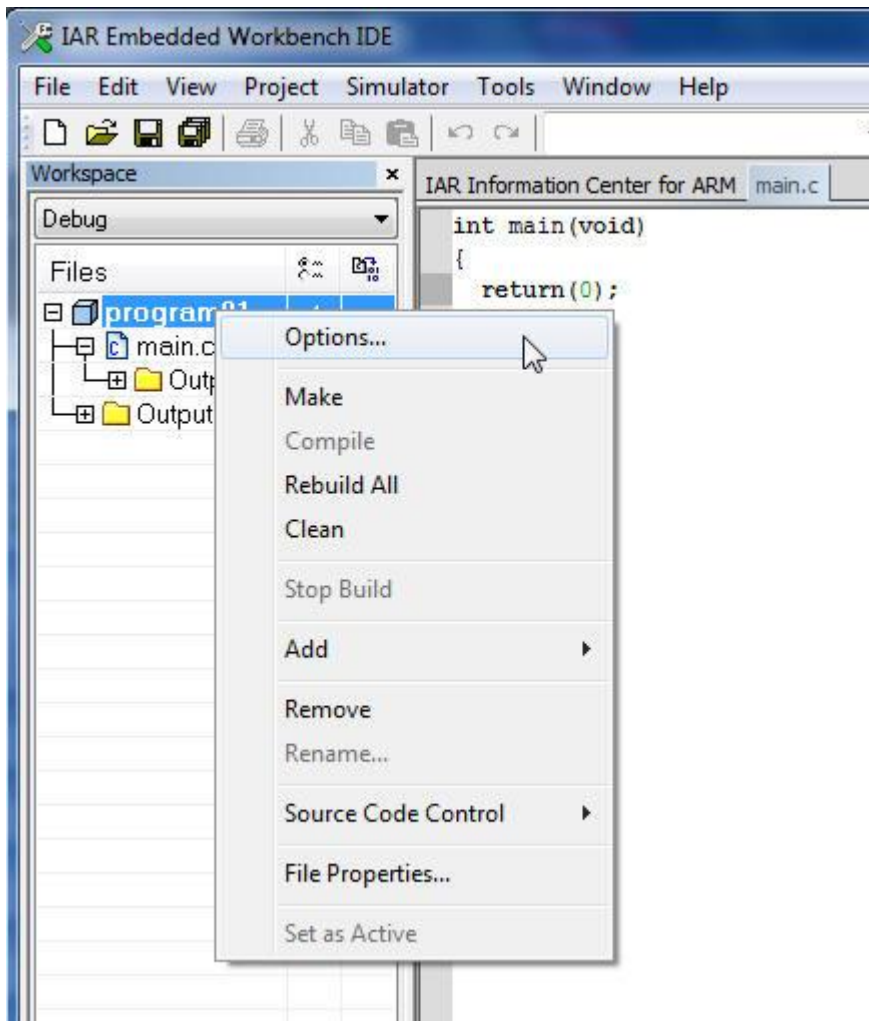 IAR Embedded Workbench IDE
File Edit View Project Simulator Tools Window Help
Workspace
IAR Information Center for ARM main.c
Debug
Files
int main(void)
{
return(0);
main.c
Output
Options...
Make
Compile
Rebuild All
Clean
Stop Build
Add
Remove
Rename...
Source Code Control
File Properties...
Set as Active